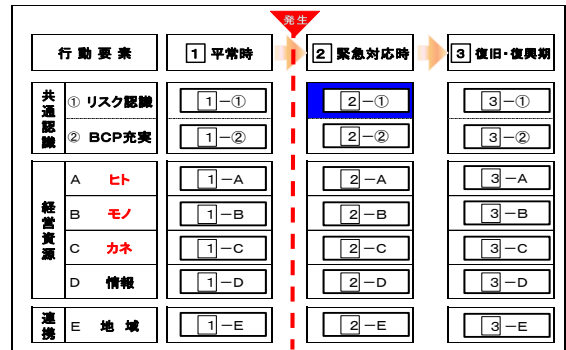 発生
行動要素 1 平常時 2 緊急対応時 3 復旧・復興期
共通認識
① リスク認識 1－① 2－① 3－①
② BCP充実 1－② 2－② 3－②
経営資源
A ヒト 1－A 2－A 3－A
B モノ 1－B 2－B 3－B
C カネ 1－C 2－C 3－C
D 情報 1－D 2－D 3－D
連携
E 地域 1－E 2－E 3－E